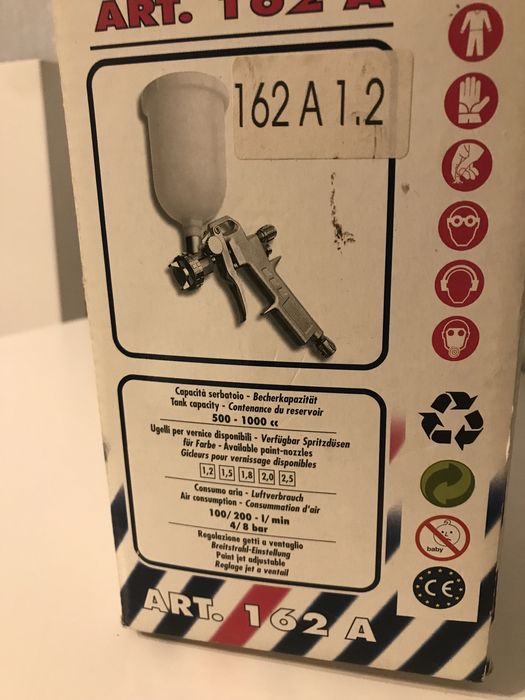 ART. 162 A
162 A 1.2
Capacità serbatoio - Becherkapazität
Tank capacity - Contenance du reservoir
500 - 1000 cc
Ugelli per vernice disponibili - Verfügbar Spritzdüsen
für Farbe - Available paint-nozzles
Gicleurs pour vernissage disponibles
1,2 1,5 1,8 2,0 2,5
Consumo aria - Luftverbrauch
Air consumption - Consummation d'air
100/200 - l/min
4/8 bar
Regolazione getti a ventaglio
Breitstrahl-Einstellung
Paint jet adjustable
Reglage jet a ventail
baby
CE
ART. 162 A